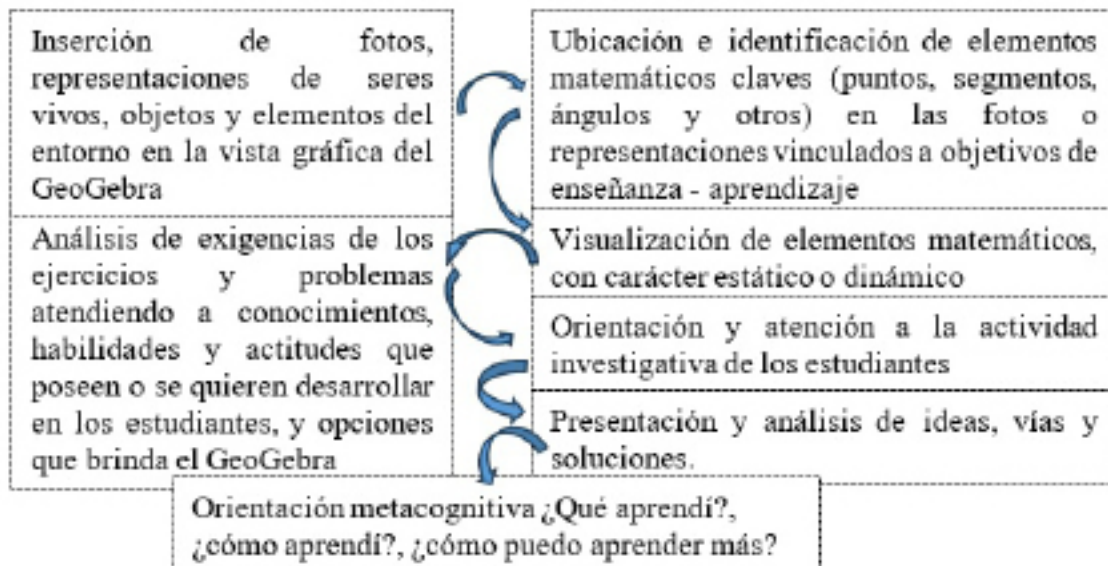 Inserción de fotos,
representaciones de seres
vivos, objetos y elementos del
entorno en la vista gráfica del
GeoGebra
Ubicación e identificación de elementos
matemáticos claves (puntos, segmentos,
ángulos y otros) en las fotos o
representaciones vinculados a objetivos de
enseñanza - aprendizaje
Visualización de elementos matemáticos,
con carácter estático o dinámico
Análisis de exigencias de los
ejercicios y problemas
atendiendo a conocimientos,
habilidades y actitudes que
poseen o se quieren desarrollar
en los estudiantes, y opciones
que brinda el GeoGebra
Orientación y atención a la actividad
investigativa de los estudiantes
Presentación y análisis de ideas, vías y
soluciones.
Orientación metacognitiva ¿Qué aprendí?,
¿cómo aprendí?, ¿cómo puedo aprender más?